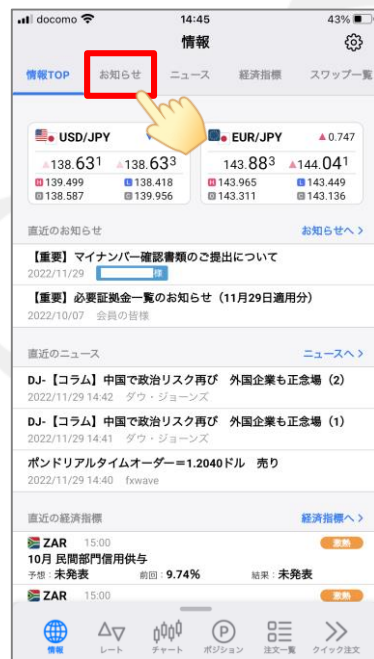 docomo 14:45 43%
情報
情報TOP お知らせ ニュース 経済指標 スワップ一覧
USD/JPY EUR/JPY ▲0.747
▲138.631 ▲138.633 143.883 ▲144.041
H 139.499 L 138.418 H 143.965 L 143.449
O 138.587 C 139.956 O 143.311 C 143.136
直近のお知らせ お知らせへ >
【重要】マイナンバー確認書類のご提出について
2022/11/29 様
【重要】必要証拠金一覧のお知らせ（11月29日適用分）
2022/10/07 会員の皆様
直近のニュース ニュースへ >
DJ-【コラム】中国で政治リスク再び 外国企業も正念場（2）
2022/11/29 14:42 ダウ・ジョーンズ
DJ-【コラム】中国で政治リスク再び 外国企業も正念場（1）
2022/11/29 14:41 ダウ・ジョーンズ
ポンドリアルタイムオーダー＝1.2040ドル 売り
2022/11/29 14:40 fxwave
直近の経済指標 経済指標へ >
ZAR 15:00 激熱
10月 民間部門信用供与
予想：未発表 前回：9.74% 結果：未発表
ZAR 15:00 激熱
情報 レート チャート ポジション 注文一覧 クイック注文